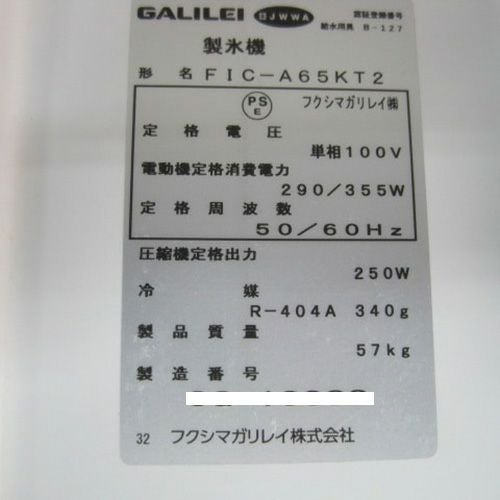 GALILEI JWWA 認証登録番号
給水用具 B-127
製氷機
形名 FIC-A65KT2
PS E フクシマガリレイ㈱
定格電圧
単相100V
電動機定格消費電力
290/355W
定格周波数
50/60Hz
圧縮機定格出力
250W
冷媒
R-404A 340g
製品質量
57kg
製造番号
32 フクシマガリレイ株式会社